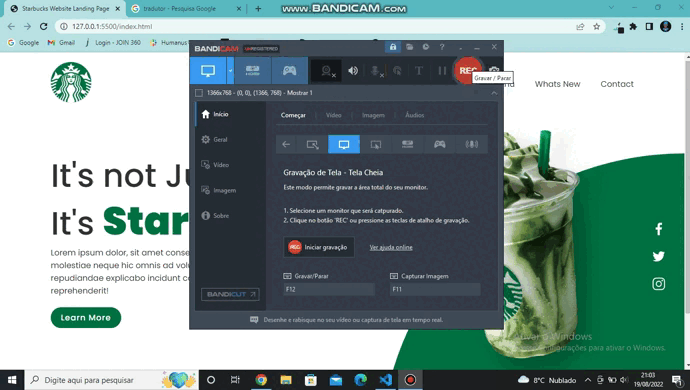 www.BANDICAM.com
Starbucks Website Landing Page
tradutor - Pesquisa Google
127.0.0.1:5500/index.html
Google
Gmail
Join - JOIN 360
Humanus
BANDICAM
UNREGISTERED
REC
Gravar / Parar
1366x768 - (0, 0), (1366, 768) - Mostrar 1
Whats New
Contact
Início
Geral
Vídeo
Imagem
Sobre
BANDICUT
Começar
Vídeo
Imagem
Áudios
Gravação de Tela - Tela Cheia
Este modo permite gravar a área total do seu monitor.
1. Selecione um monitor que será catpurado.
2. Clique no botão 'REC' ou pressione as teclas de atalho de gravação.
REC
Iniciar gravação
Ver ajuda online
Gravar/Parar
Capturar Imagem
F12
F11
Desenhe e rabisque no seu vídeo ou captura de tela em tempo real.
It's not Ju
It's Star
Lorem ipsum dolor, sit amet conse
molestiae neque hic omnis ad volu
repudiandae explicabo incidunt co
reprehenderit!
Learn More
Ativar o Windows
configurações para ativar o Windows.
Digite aqui para pesquisar
8°C Nublado
21:03
19/08/2022